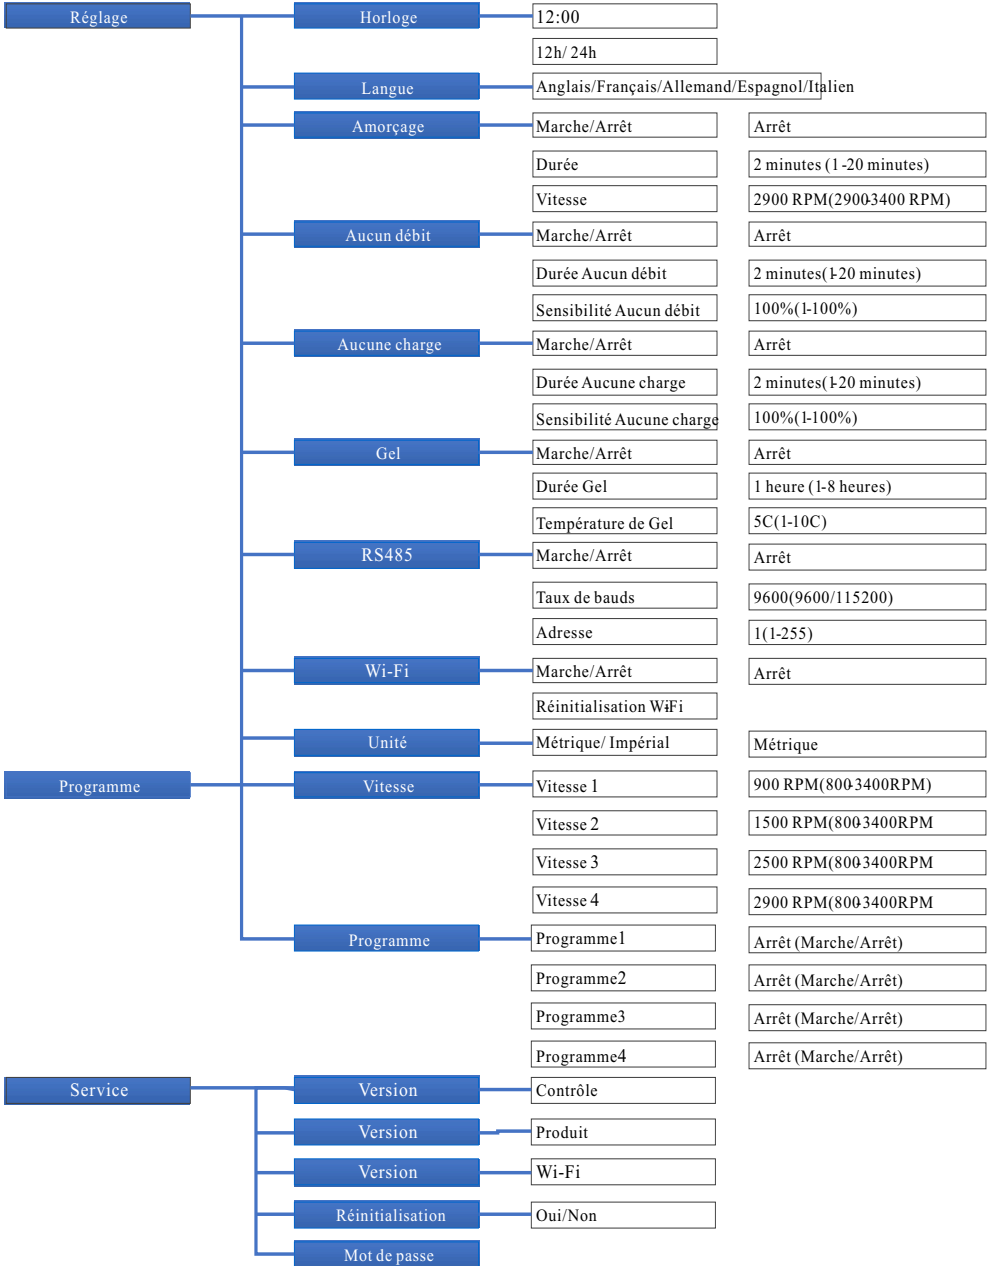 Réglage Horloge 12:00
12h/ 24h
Langue Anglais/Français/Allemand/Espagnol/Italien
Amorçage Marche/Arrêt Arrêt
Durée 2 minutes (1-20 minutes)
Vitesse 2900 RPM(2900-3400 RPM)
Aucun débit Marche/Arrêt Arrêt
Durée Aucun débit 2 minutes(1-20 minutes)
Sensibilité Aucun débit 100%(1-100%)
Aucune charge Marche/Arrêt Arrêt
Durée Aucune charge 2 minutes(1-20 minutes)
Sensibilité Aucune charge 100%(1-100%)
Gel Marche/Arrêt Arrêt
Durée Gel 1 heure (1-8 heures)
Température de Gel 5C(1-10C)
RS485 Marche/Arrêt Arrêt
Taux de bauds 9600(9600/115200)
Adresse 1(1-255)
Wi-Fi Marche/Arrêt Arrêt
Réinitialisation Wi-Fi
Unité Métrique/ Impérial Métrique
Programme Vitesse Vitesse 1 900 RPM(800-3400RPM)
Vitesse 2 1500 RPM(800-3400RPM
Vitesse 3 2500 RPM(800-3400RPM
Vitesse 4 2900 RPM(800-3400RPM
Programme Programme1 Arrêt (Marche/Arrêt)
Programme2 Arrêt (Marche/Arrêt)
Programme3 Arrêt (Marche/Arrêt)
Programme4 Arrêt (Marche/Arrêt)
Service Version Contrôle
Version Produit
Version Wi-Fi
Réinitialisation Oui/Non
Mot de passe